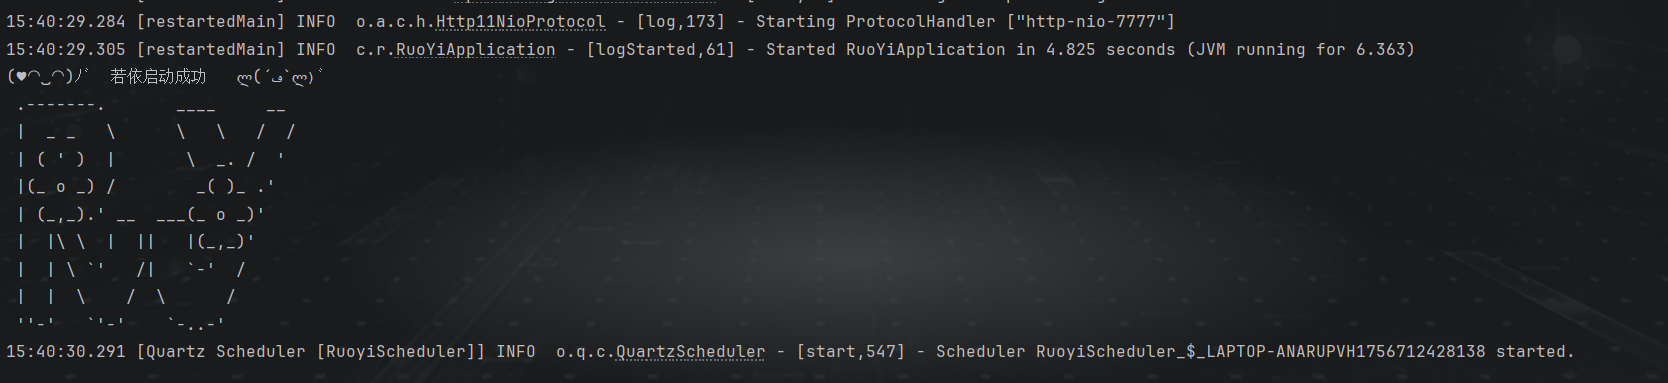 15:40:29.284 [restartedMain] INFO  o.a.c.h.Http11NioProtocol - [log,173] - Starting ProtocolHandler ["http-nio-7777"]
15:40:29.305 [restartedMain] INFO  c.r.RuoYiApplication - [logStarted,61] - Started RuoYiApplication in 4.825 seconds (JVM running for 6.363)
(♥◠‿◠)ノ゙  若依启动成功   ლ(´ڡ`ლ)゙
 .-------.       ____     __
 |  _ _   \      \   \   /  /
 | ( ' )  |       \  _. /  '
 |(_ o _) /        _( )_ .'
 | (_,_).' __  ___(_ o _)'
 |  |\ \  |  ||   |(_,_)'
 |  | \ `'   /|   `-'  /
 |  |  \    /  \      /
 ''-'   `'-'    `-..-'
15:40:30.291 [Quartz Scheduler [RuoyiScheduler]] INFO  o.q.c.QuartzScheduler - [start,547] - Scheduler RuoyiScheduler_$_LAPTOP-ANARUPVH1756712428138 started.